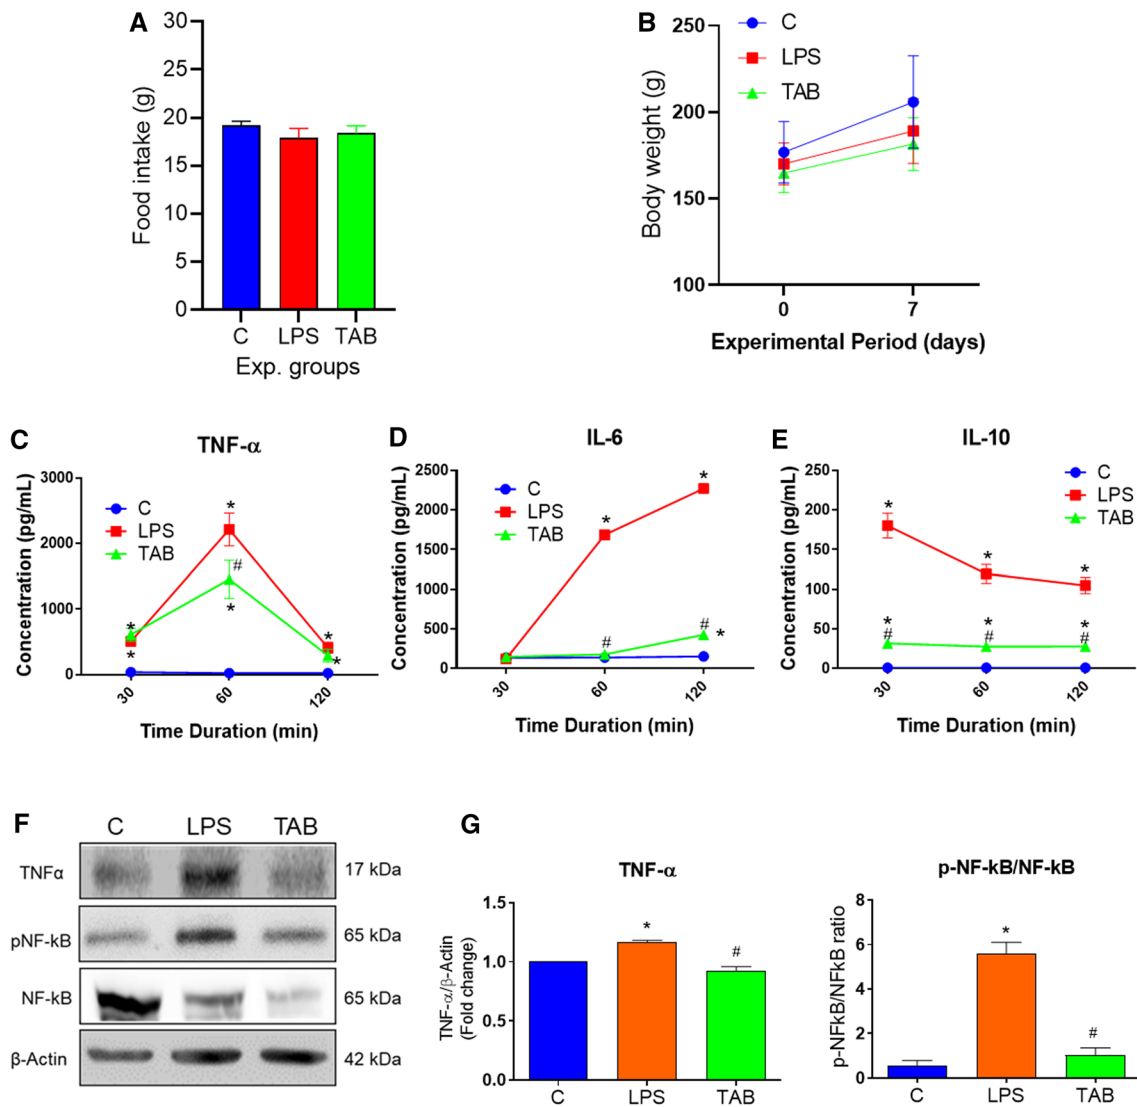 A
Food intake (g)
30
25
20
15
10
5
0
C LPS TAB
Exp. groups
B
Body weight (g)
250
200
150
100
C
LPS
TAB
0 7
Experimental Period (days)
C
TNF-α
Concentration (pg/mL)
3000
2000
1000
0
C
LPS
TAB
*
#
*
*
*
*
*
30 60 120
Time Duration (min)
D
IL-6
Concentration (pg/mL)
2500
2000
1500
1000
500
0
C
LPS
TAB
*
*
#
# *
30 60 120
Time Duration (min)
E
IL-10
Concentration (pg/mL)
250
200
150
100
50
0
C
LPS
TAB
*
*
*
* * *
# # #
30 60 120
Time Duration (min)
F
C LPS TAB
TNFα 17 kDa
pNF-kB 65 kDa
NF-kB 65 kDa
β-Actin 42 kDa
G
TNF-α
TNF-α/β-Actin
(Fold change)
1.5
1.0
0.5
0.0
*
#
C LPS TAB
p-NF-kB/NF-kB
p-NFkB/NFkB ratio
8
6
4
2
0
*
#
C LPS TAB